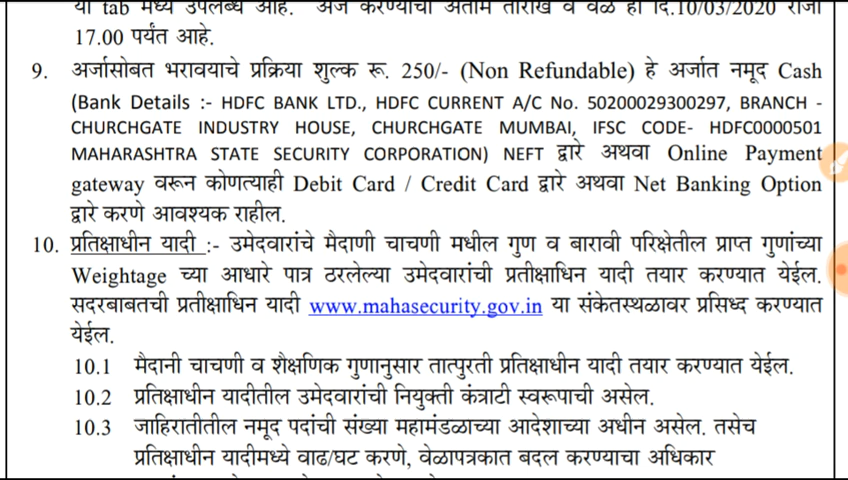 या tab मध्ये उपलब्ध आहे. अर्ज करण्याची अंतीम तारीख व वेळ ही दि.10/03/2020 रोजी
17.00 पर्यंत आहे.
9. अर्जासोबत भरावयाचे प्रक्रिया शुल्क रू. 250/- (Non Refundable) हे अर्जात नमूद Cash
(Bank Details :- HDFC BANK LTD., HDFC CURRENT A/C No. 50200029300297, BRANCH -
CHURCHGATE INDUSTRY HOUSE, CHURCHGATE MUMBAI, IFSC CODE- HDFC0000501
MAHARASHTRA STATE SECURITY CORPORATION) NEFT द्वारे अथवा Online Payment
gateway वरून कोणत्याही Debit Card / Credit Card द्वारे अथवा Net Banking Option
द्वारे करणे आवश्यक राहील.
10. प्रतिक्षाधीन यादी :- उमेदवारांचे मैदाणी चाचणी मधील गुण व बारावी परिक्षेतील प्राप्त गुणांच्या
Weightage च्या आधारे पात्र ठरलेल्या उमेदवारांची प्रतीक्षाधिन यादी तयार करण्यात येईल.
सदरबाबतची प्रतीक्षाधिन यादी www.mahasecurity.gov.in या संकेतस्थळावर प्रसिध्द करण्यात
येईल.
10.1 मैदानी चाचणी व शैक्षणिक गुणानुसार तात्पुरती प्रतिक्षाधीन यादी तयार करण्यात येईल.
10.2 प्रतिक्षाधीन यादीतील उमेदवारांची नियुक्ती कंत्राटी स्वरूपाची असेल.
10.3 जाहिरातीतील नमूद पदांची संख्या महामंडळाच्या आदेशाच्या अधीन असेल. तसेच
प्रतिक्षाधीन यादीमध्ये वाढ/घट करणे, वेळापत्रकात बदल करण्याचा अधिकार